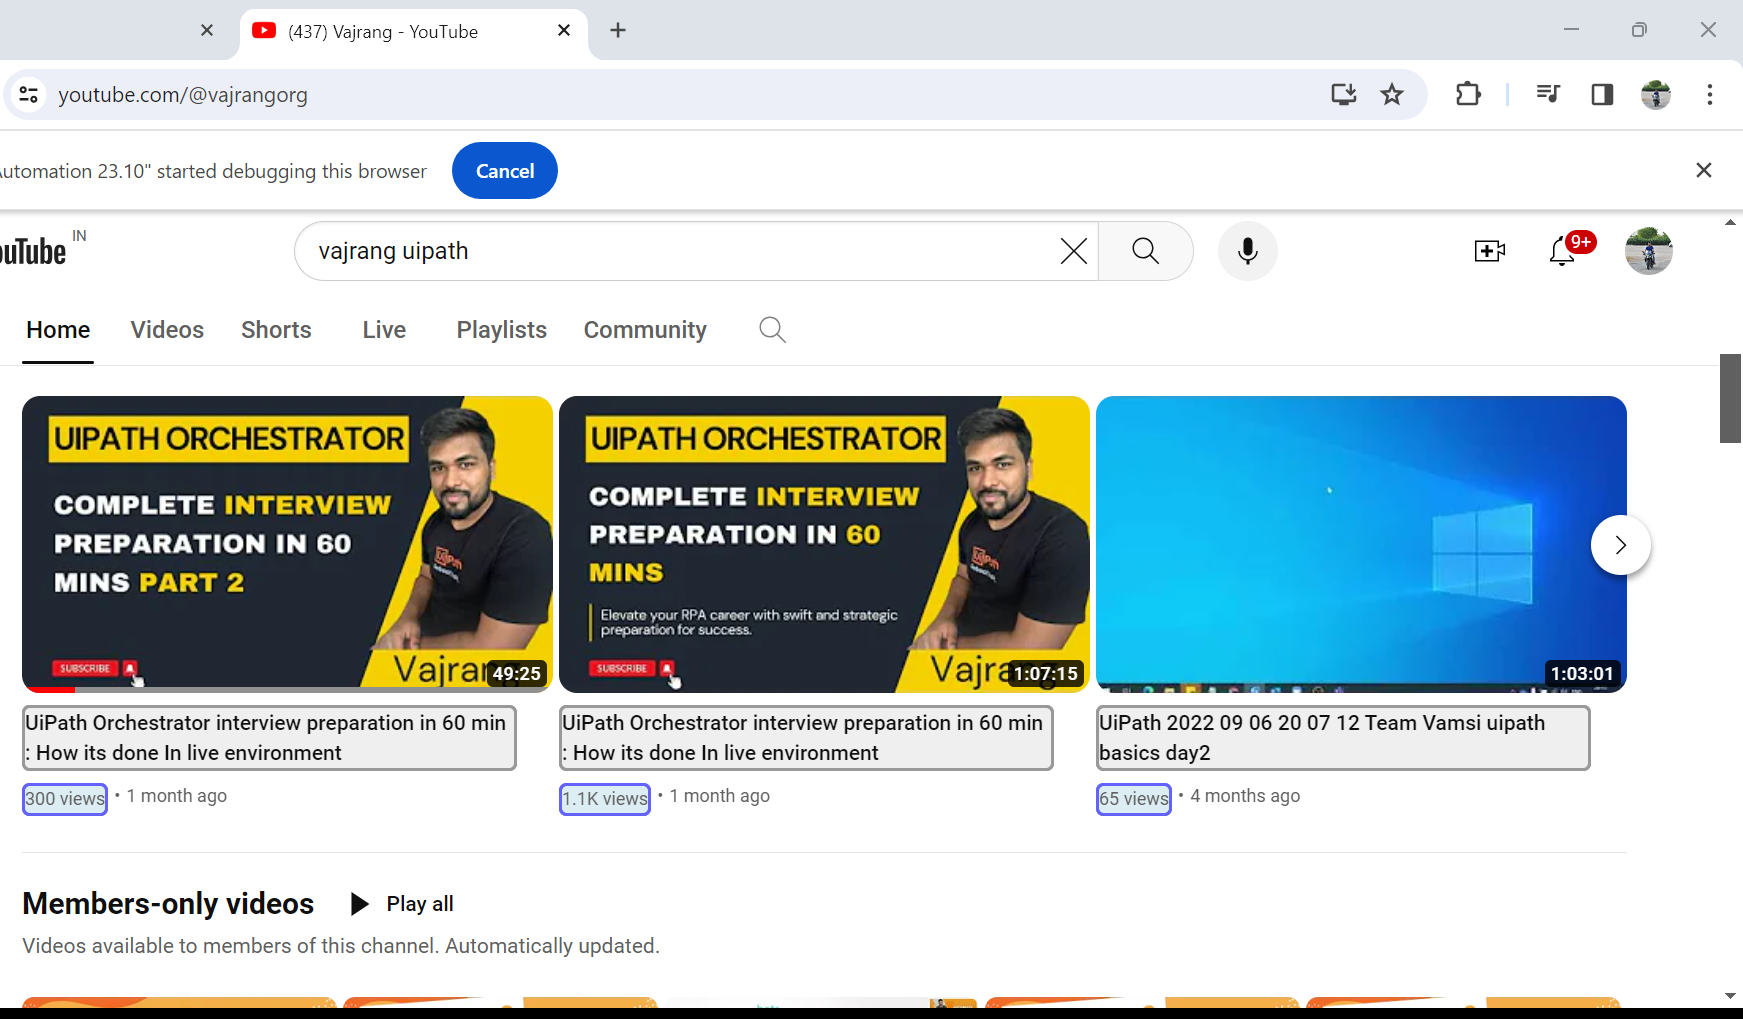 (437) Vajrang - YouTube
youtube.com/@vajrangorg
utomation 23.10" started debugging this browser
Cancel
ouTube IN
vajrang uipath
9+
Home Videos Shorts Live Playlists Community
UIPATH ORCHESTRATOR
COMPLETE INTERVIEW
PREPARATION IN 60
MINS PART 2
SUBSCRIBE
Vajrang
49:25
UIPATH ORCHESTRATOR
COMPLETE INTERVIEW
PREPARATION IN 60
MINS
Elevate your RPA career with swift and strategic
preparation for success.
SUBSCRIBE
Vajrang
1:07:15
1:03:01
UiPath Orchestrator interview preparation in 60 min
: How its done In live environment
300 views • 1 month ago
UiPath Orchestrator interview preparation in 60 min
: How its done In live environment
1.1K views • 1 month ago
UiPath 2022 09 06 20 07 12 Team Vamsi uipath
basics day2
65 views • 4 months ago
Members-only videos Play all
Videos available to members of this channel. Automatically updated.